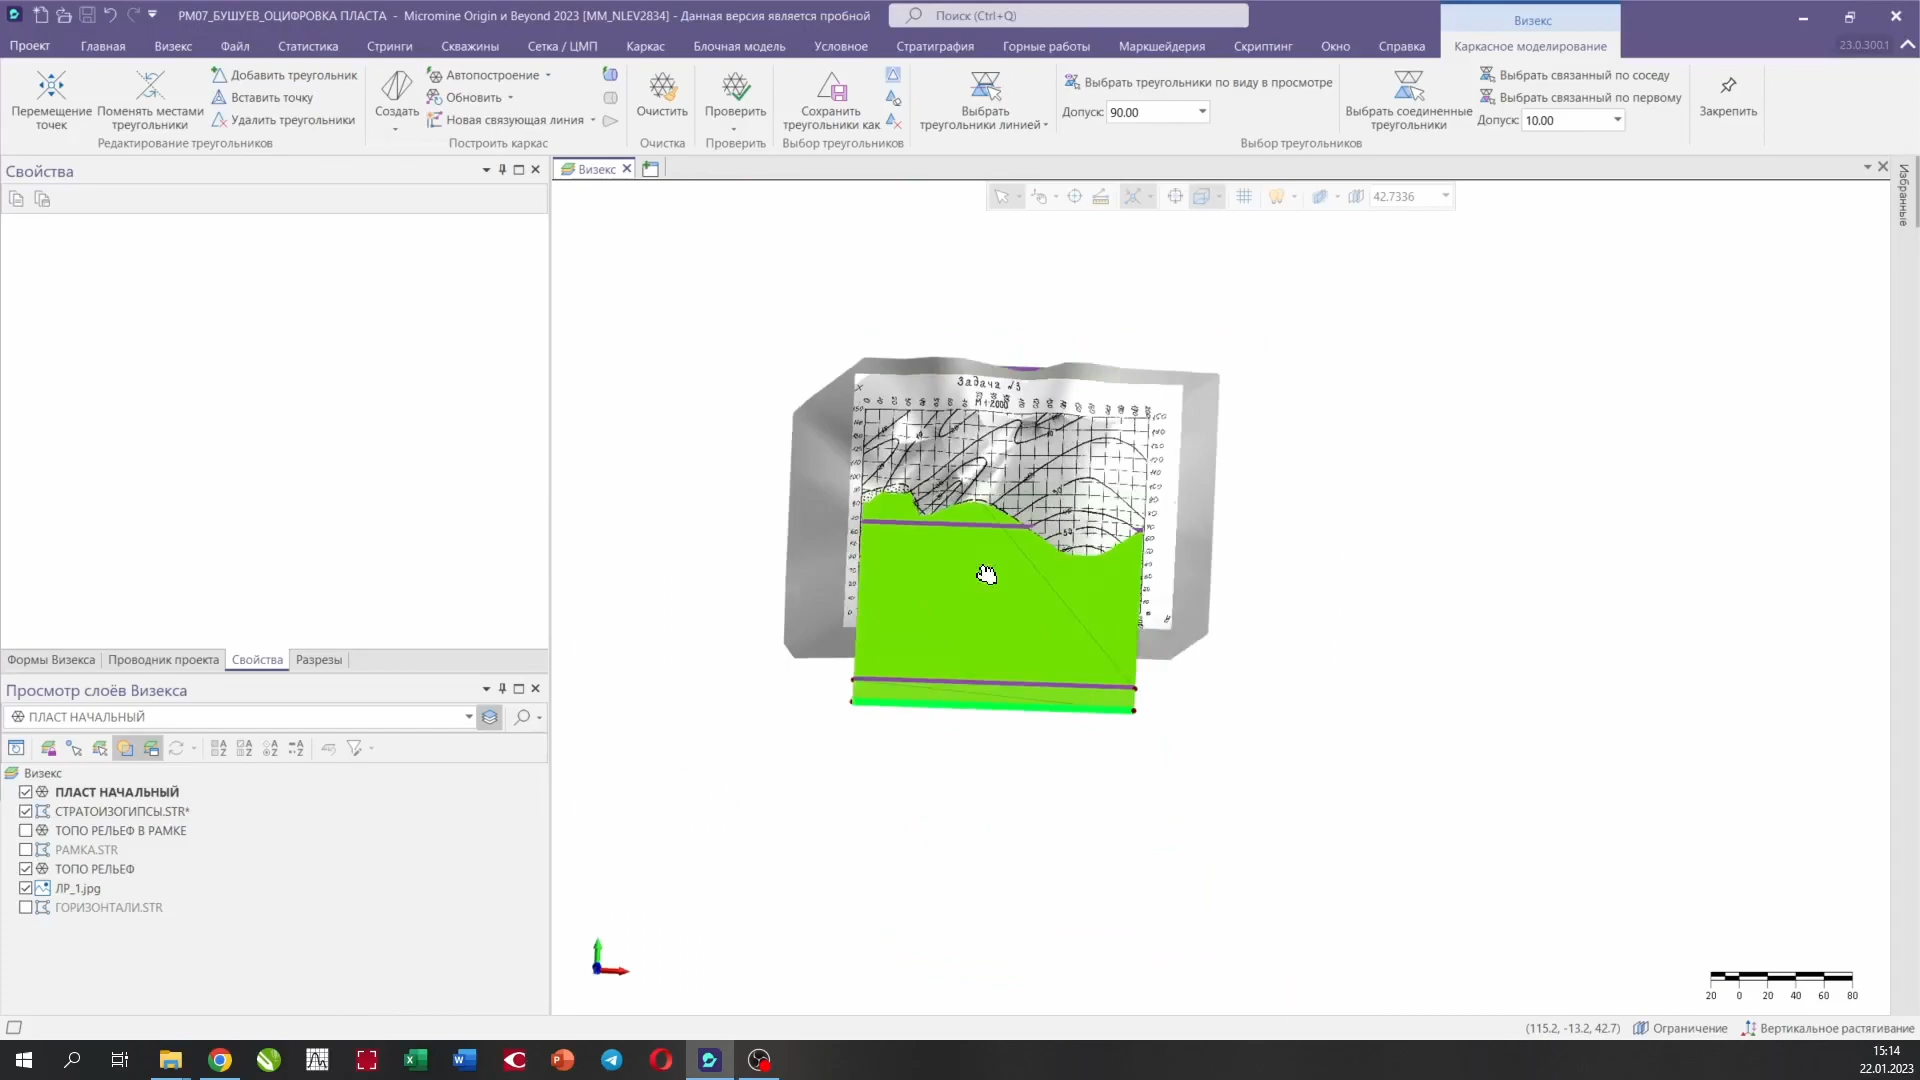 РМ07_БУШУЕВ_ОЦИФРОВКА ПЛАСТА - Micromine Origin и Beyond 2023 [MM_NLEV2834] - Данная версия является пробной
Поиск (Ctrl+Q)
Визекс
Проект Главная Визекс Файл Статистика Стринги Скважины Сетка / ЦМП Каркас Блочная модель Условное Стратиграфия Горные работы Маркшейдерия Скриптинг Окно Справка Каркасное моделирование 23.0.300.1
Перемещение точек
Поменять местами треугольники
Добавить треугольник
Вставить точку
Удалить треугольники
Редактирование треугольников
Создать
Автопостроение
Обновить
Новая связующая линия
Построить каркас
Очистить
Очистка
Проверить
Проверить
Сохранить треугольники как
Выбор треугольников
Выбрать треугольники линией
Выбрать треугольники по виду в просмотре
Допуск: 90.00
Выбрать соединенные треугольники
Выбрать связанный по соседу
Выбрать связанный по первому
Допуск: 10.00
Выбор треугольников
Закрепить
Свойства
Визекс
42.7336
Избранные
Задача №3
М 1:2000
Формы Визекса Проводник проекта Свойства Разрезы
Просмотр слоёв Визекса
ПЛАСТ НАЧАЛЬНЫЙ
Визекс
ПЛАСТ НАЧАЛЬНЫЙ
СТРАТОИЗОГИПСЫ.STR*
ТОПО РЕЛЬЕФ В РАМКЕ
РАМКА.STR
ТОПО РЕЛЬЕФ
ЛР_1.jpg
ГОРИЗОНТАЛИ.STR
20 0 20 40 60 80
(115.2, -13.2, 42.7) Ограничение Вертикальное растягивание
15:14
22.01.2023